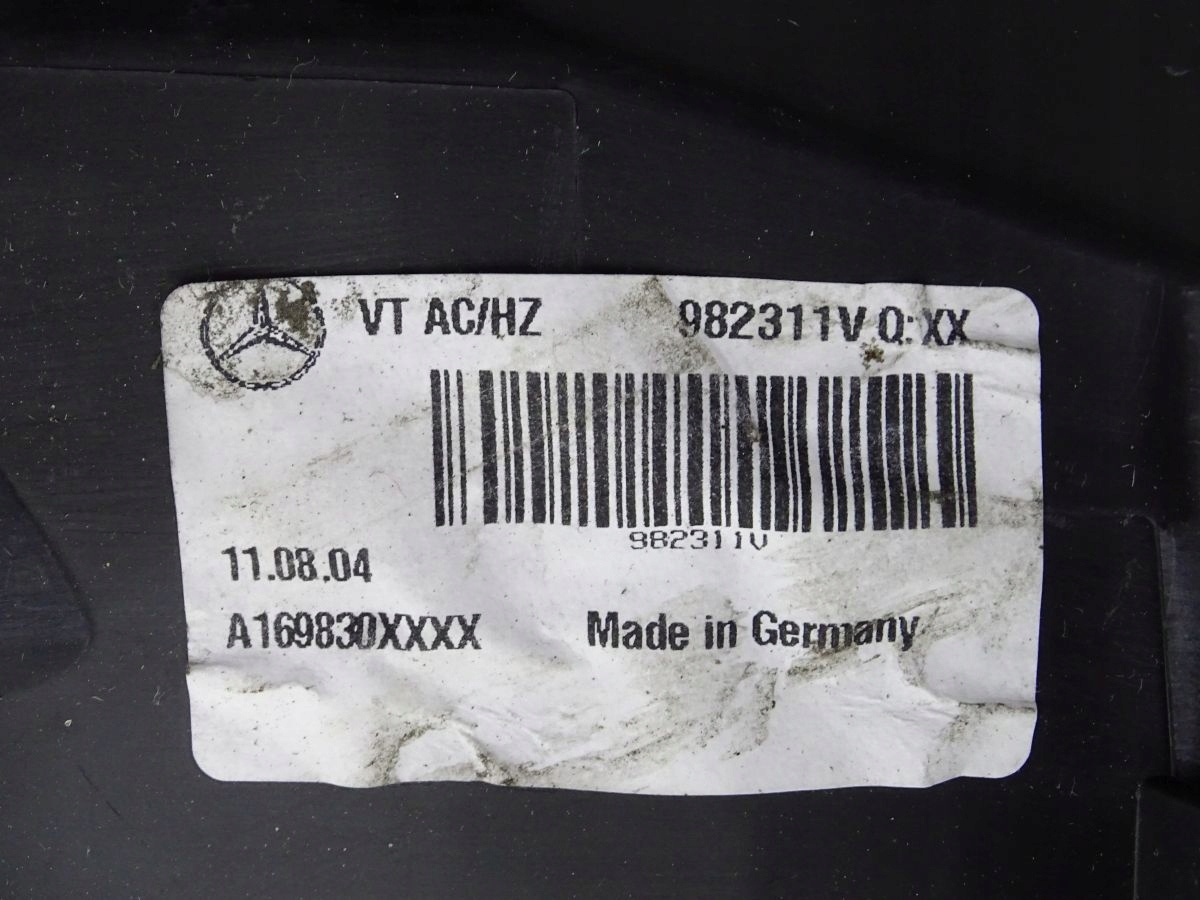 VT AC/HZ 982311V Q:XX
982311V
11.08.04
A169830XXXX Made in Germany